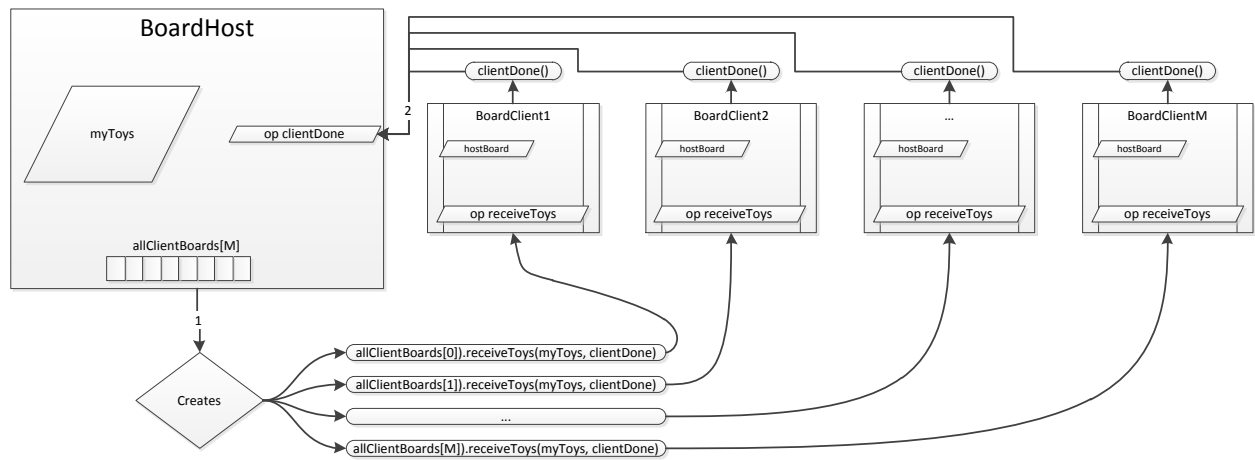 BoardHost
myToys
op clientDone
allClientBoards[M]
2
clientDone()
clientDone()
clientDone()
clientDone()
BoardClient1
BoardClient2
...
BoardClientM
hostBoard
hostBoard
hostBoard
hostBoard
op receiveToys
op receiveToys
op receiveToys
op receiveToys
1
Creates
allClientBoards[0]).receiveToys(myToys, clientDone)
allClientBoards[1]).receiveToys(myToys, clientDone)
...
allClientBoards[M]).receiveToys(myToys, clientDone)